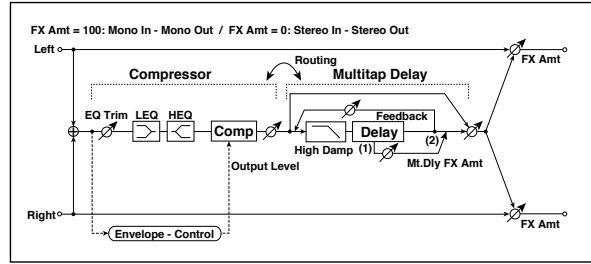 FX Amt = 100: Mono In - Mono Out / FX Amt = 0: Stereo In - Stereo Out
Left
FX Amt
Routing
Compressor
Multitap Delay
EQ Trim
LEQ
HEQ
Feedback
Comp
Delay
High Damp
(1)
(2)
Mt.Dly FX Amt
Output Level
Right
FX Amt
Envelope - Control